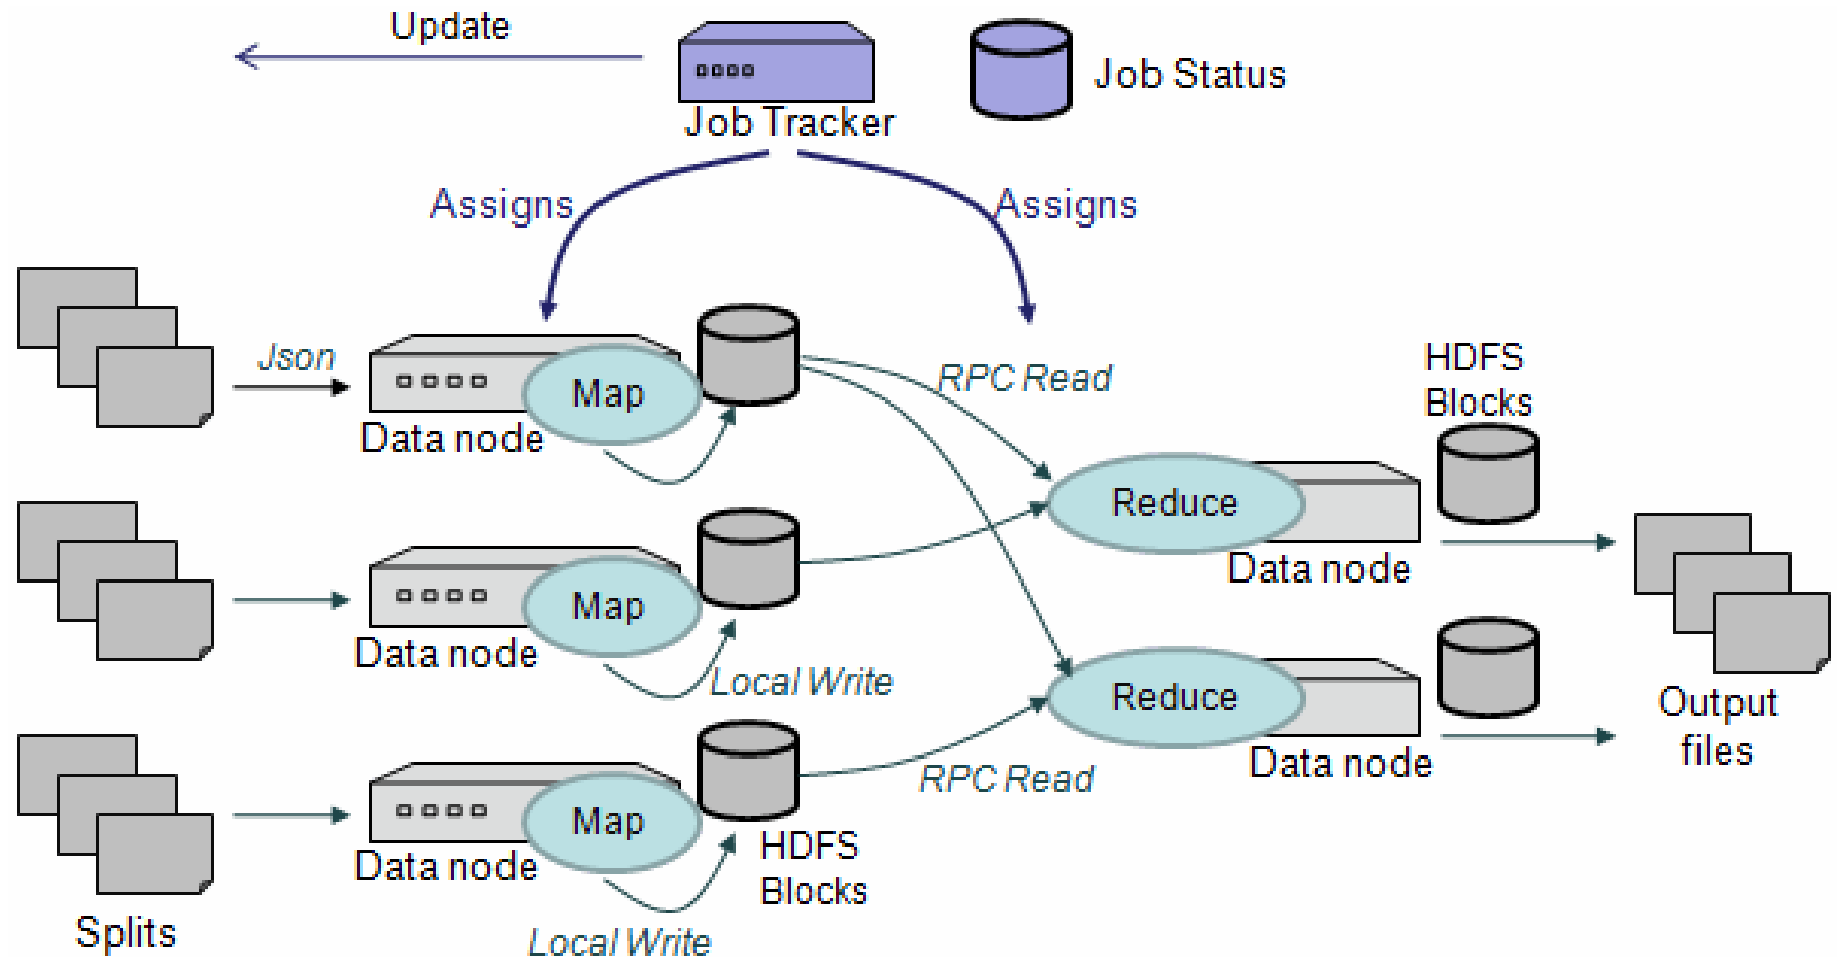 Update
Job Status
Job Tracker
Assigns
Assigns
Json
Map
Data node
RPC Read
HDFS
Blocks
Reduce
Data node
Map
Data node
Local Write
Reduce
Data node
Output
files
RPC Read
Map
Data node
HDFS
Blocks
Splits
Local Write